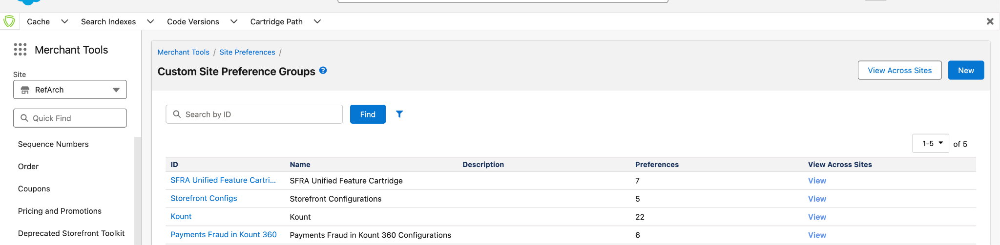 Cache
Search Indexes
Code Versions
Cartridge Path
Merchant Tools
Site
RefArch
Quick Find
Sequence Numbers
Order
Coupons
Pricing and Promotions
Deprecated Storefront Toolkit
Merchant Tools / Site Preferences /
Custom Site Preference Groups ?
View Across Sites
New
Search by ID
Find
1-5 of 5
ID Name Description Preferences View Across Sites
SFRA Unified Feature Cartri... SFRA Unified Feature Cartridge 7 View
Storefront Configs Storefront Configurations 5 View
Kount Kount 22 View
Payments Fraud in Kount 360 Payments Fraud in Kount 360 Configurations 6 View